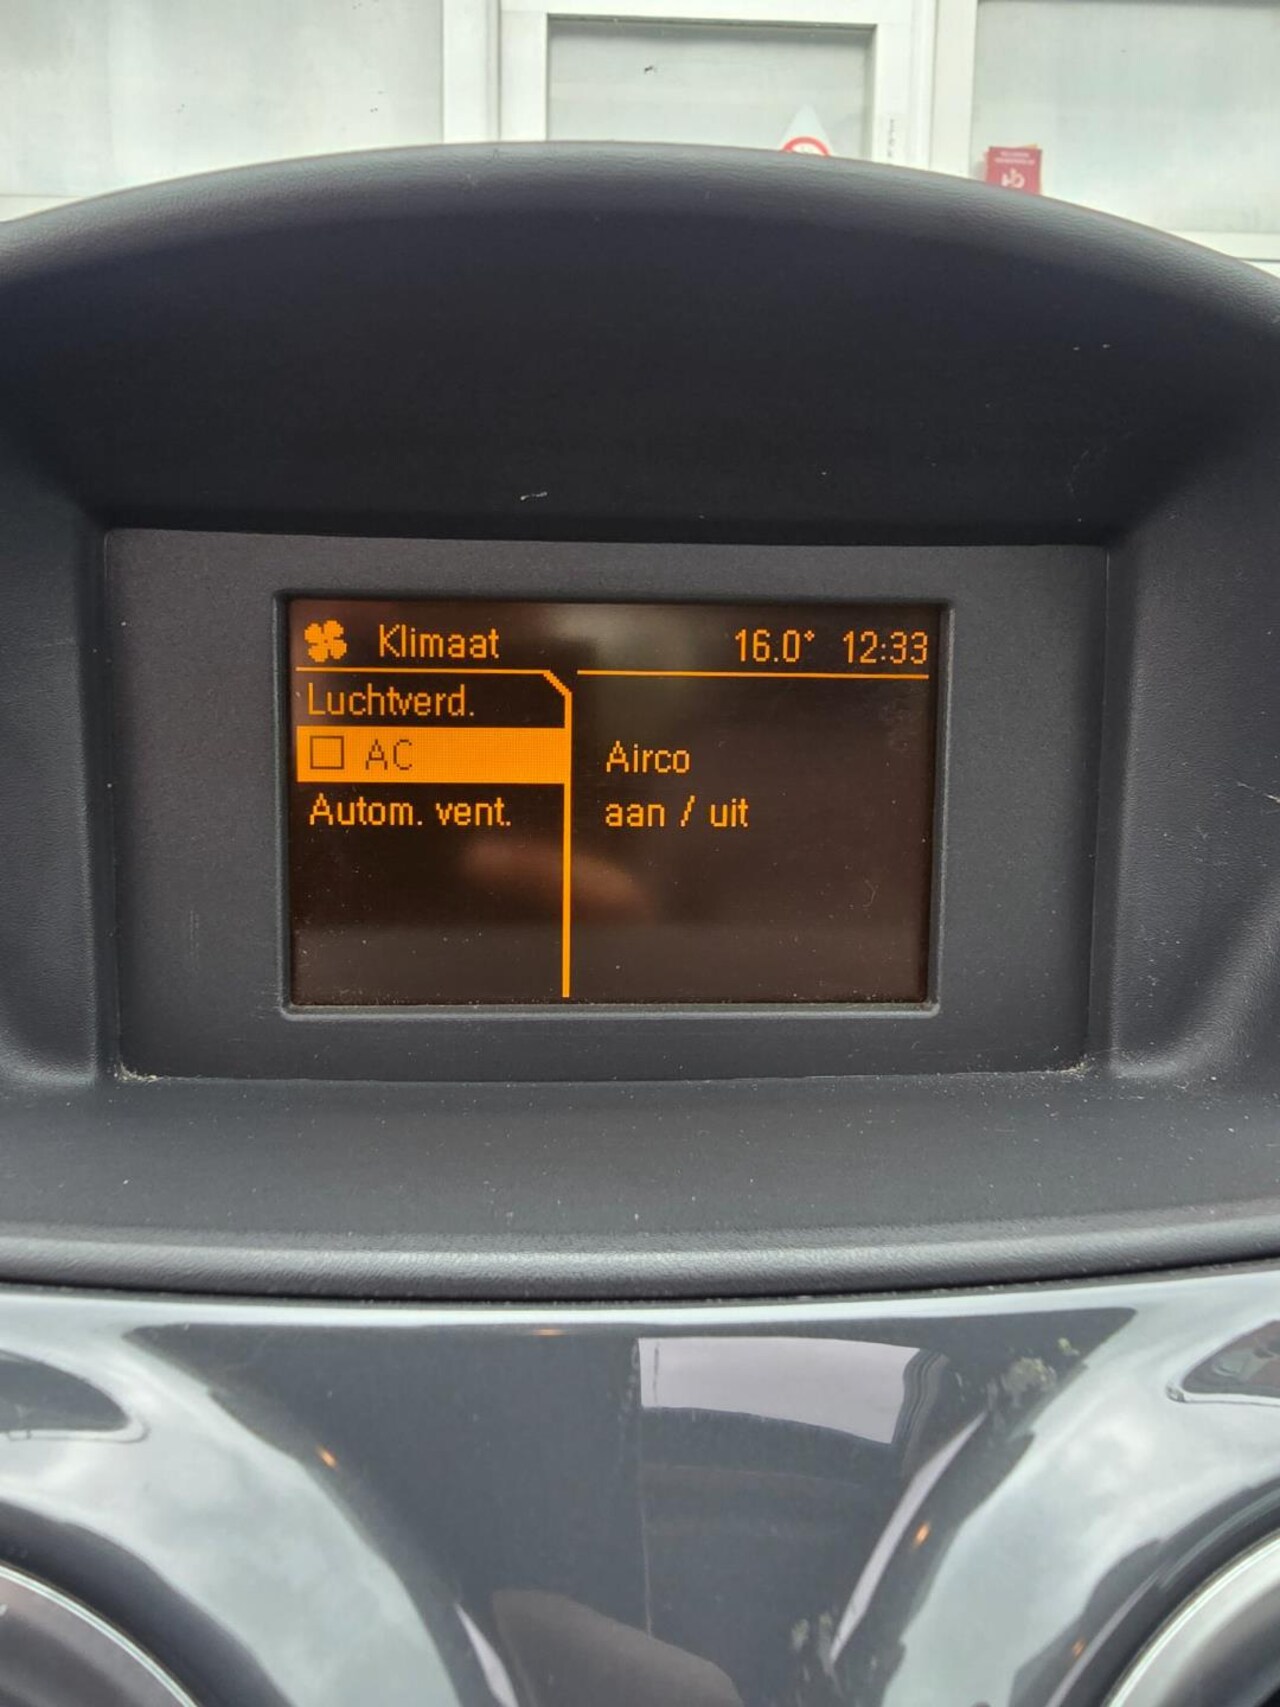 Klimaat 16.0° 12:33
Luchtverd.
AC
Autom. vent.
Airco
aan / uit